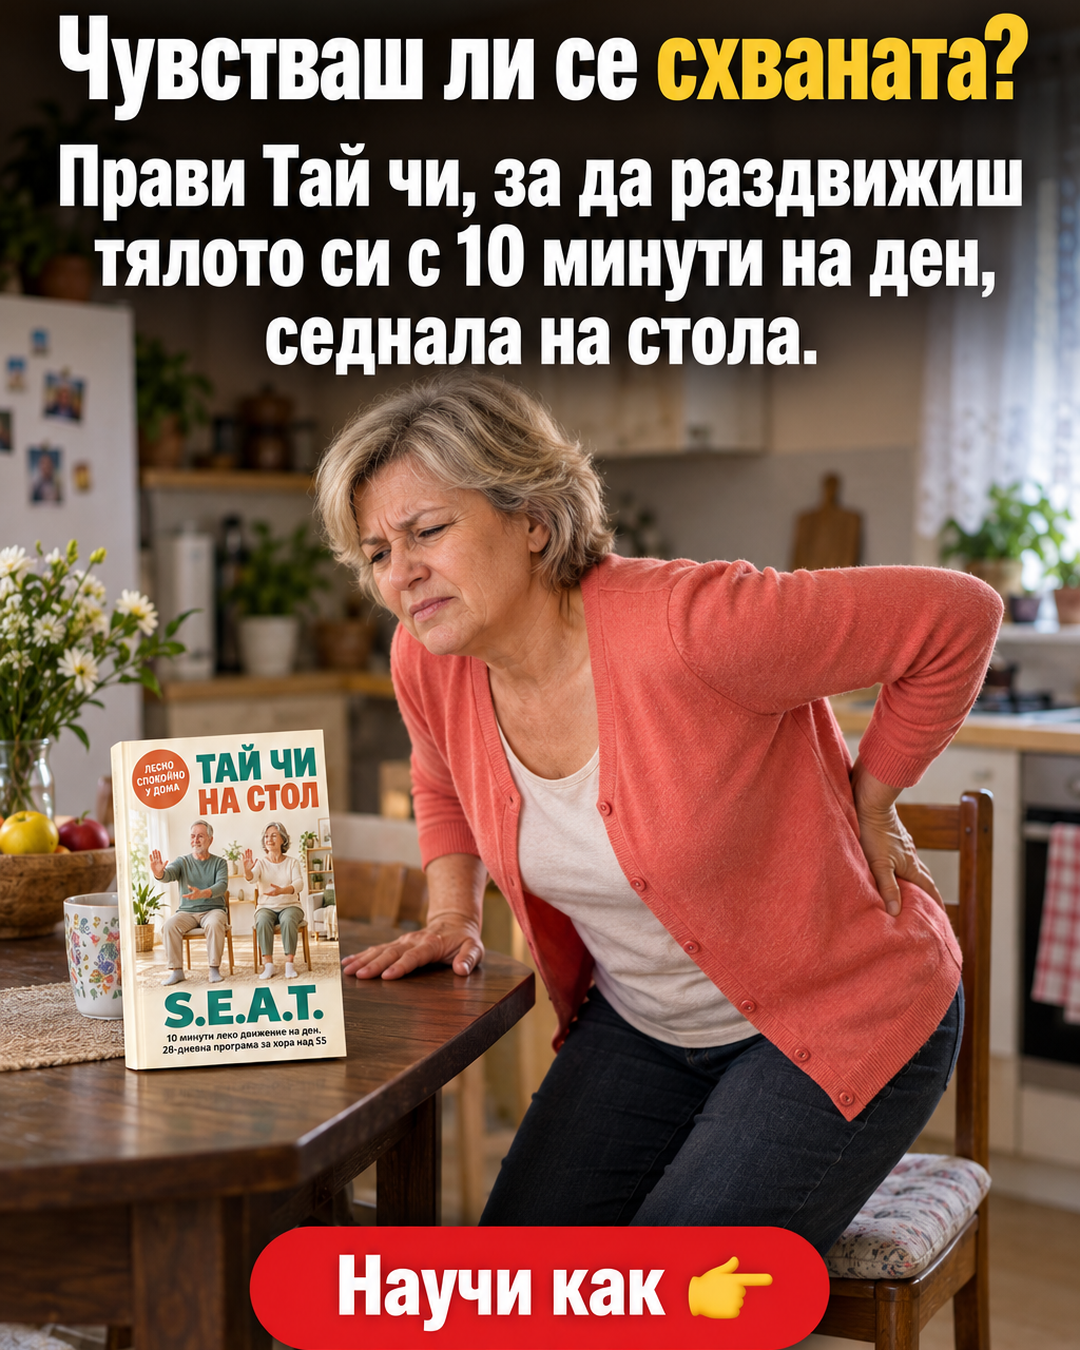 Чувстваш ли се схваната?
Прави Тай чи, за да раздвижиш
тялото си с 10 минути на ден,
седнала на стола.
ЛЕСНО
СПОКОЙНО
У ДОМА
ТАЙ ЧИ
НА СТОЛ
S.E.A.T.
10 минути леко движение на ден.
28-дневна програма за хора над 55
Научи как 👉